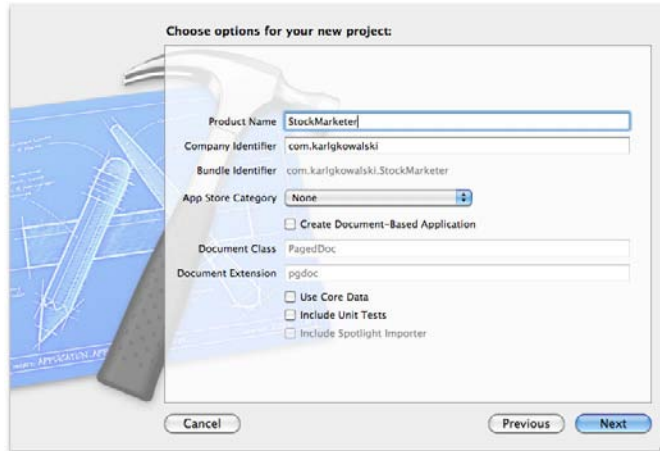 Choose options for your new project:
Product Name StockMarketer
Company Identifier com.karlgkowalski
Bundle Identifier com.karlgkowalski.StockMarketer
App Store Category None
Create Document-Based Application
Document Class PagedDoc
Document Extension pgdoc
Use Core Data
Include Unit Tests
Include Spotlight Importer
APPLICATION.APP
Cancel Previous Next